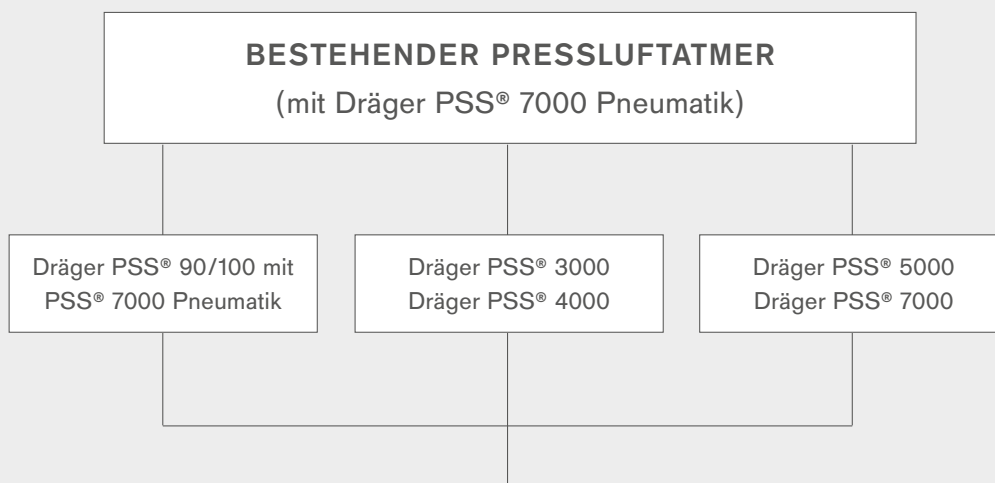 BESTEHENDER PRESSLUFTATMER
(mit Dräger PSS® 7000 Pneumatik)
Dräger PSS® 90/100 mit
PSS® 7000 Pneumatik
Dräger PSS® 3000
Dräger PSS® 4000
Dräger PSS® 5000
Dräger PSS® 7000